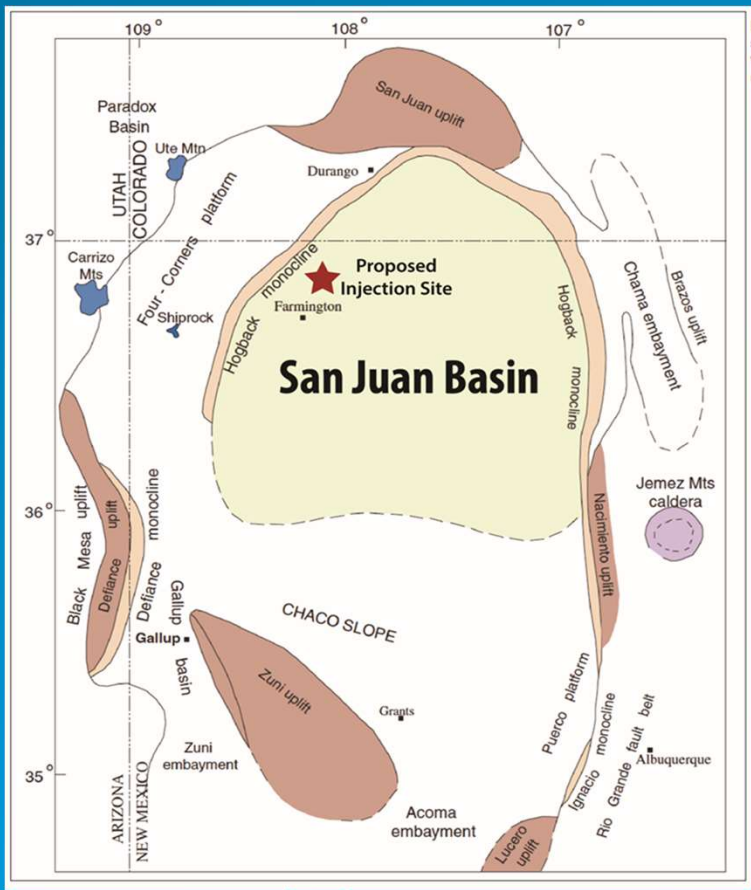 109°
108°
107°
San Juan uplift
Paradox
Basin
Ute Mtn
UTAH
COLORADO
Durango
Four - Corners platform
37°
Carrizo
Mts
Shiprock
Hogback monocline
Proposed
Injection Site
Farmington
San Juan Basin
Hogback monocline
Chama embayment
Brazos uplift
36°
Black Mesa uplift
Defiance uplift
Defiance monocline
Jemez Mts
caldera
Nacimiento uplift
Gallup basin
Gallup
CHACO SLOPE
Zuni uplift
Grants
Zuni
embayment
Puerco platform
Ignacio monocline
Rio Grande fault belt
Albuquerque
35°
ARIZONA
NEW MEXICO
Acoma
embayment
Lucero
uplift